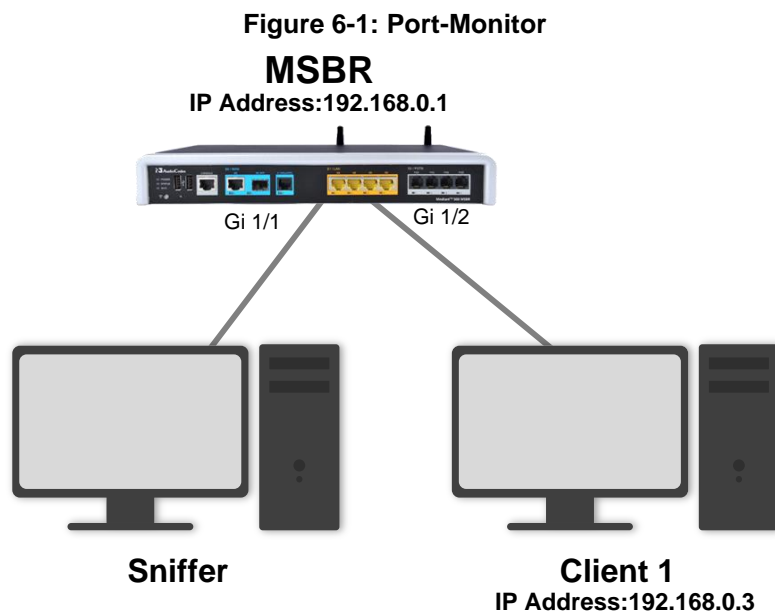 Figure 6-1: Port-Monitor
MSBR
IP Address:192.168.0.1
AudioCodes
Gi 1/1
Gi 1/2
Sniffer
Client 1
IP Address:192.168.0.3